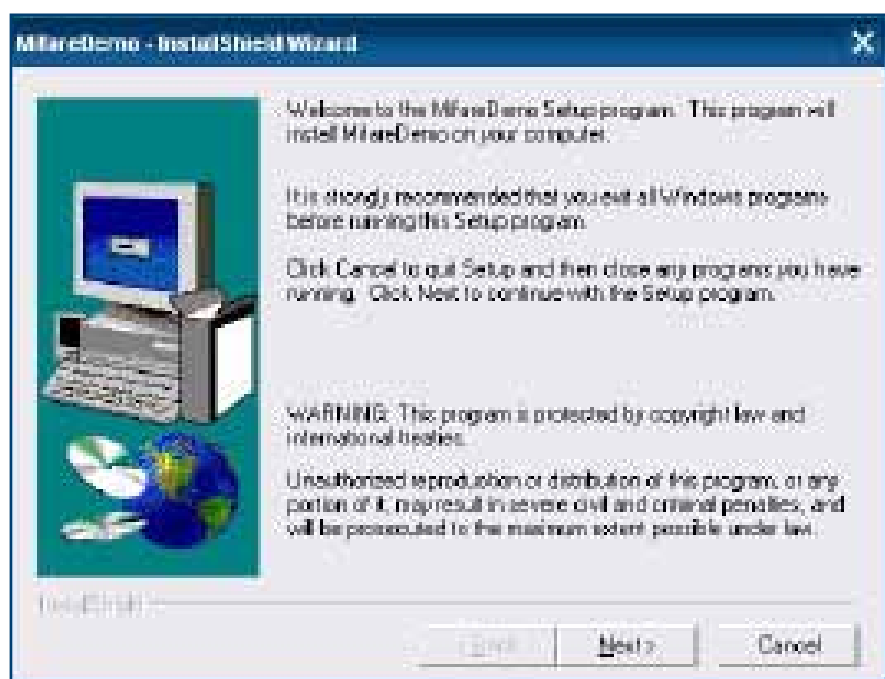 MifareDemo - InstallShield Wizard
Welcome to the MifareDemo Setup program. This program will
install MifareDemo on your computer.
It is strongly recommended that you exit all Windows programs
before running this Setup program.
Click Cancel to quit Setup and then close any programs you have
running. Click Next to continue with the Setup program.
WARNING: This program is protected by copyright law and
international treaties.
Unauthorized reproduction or distribution of this program, or any
portion of it, may result in severe civil and criminal penalties, and
will be prosecuted to the maximum extent possible under law.
InstallShield
< Back
Next >
Cancel